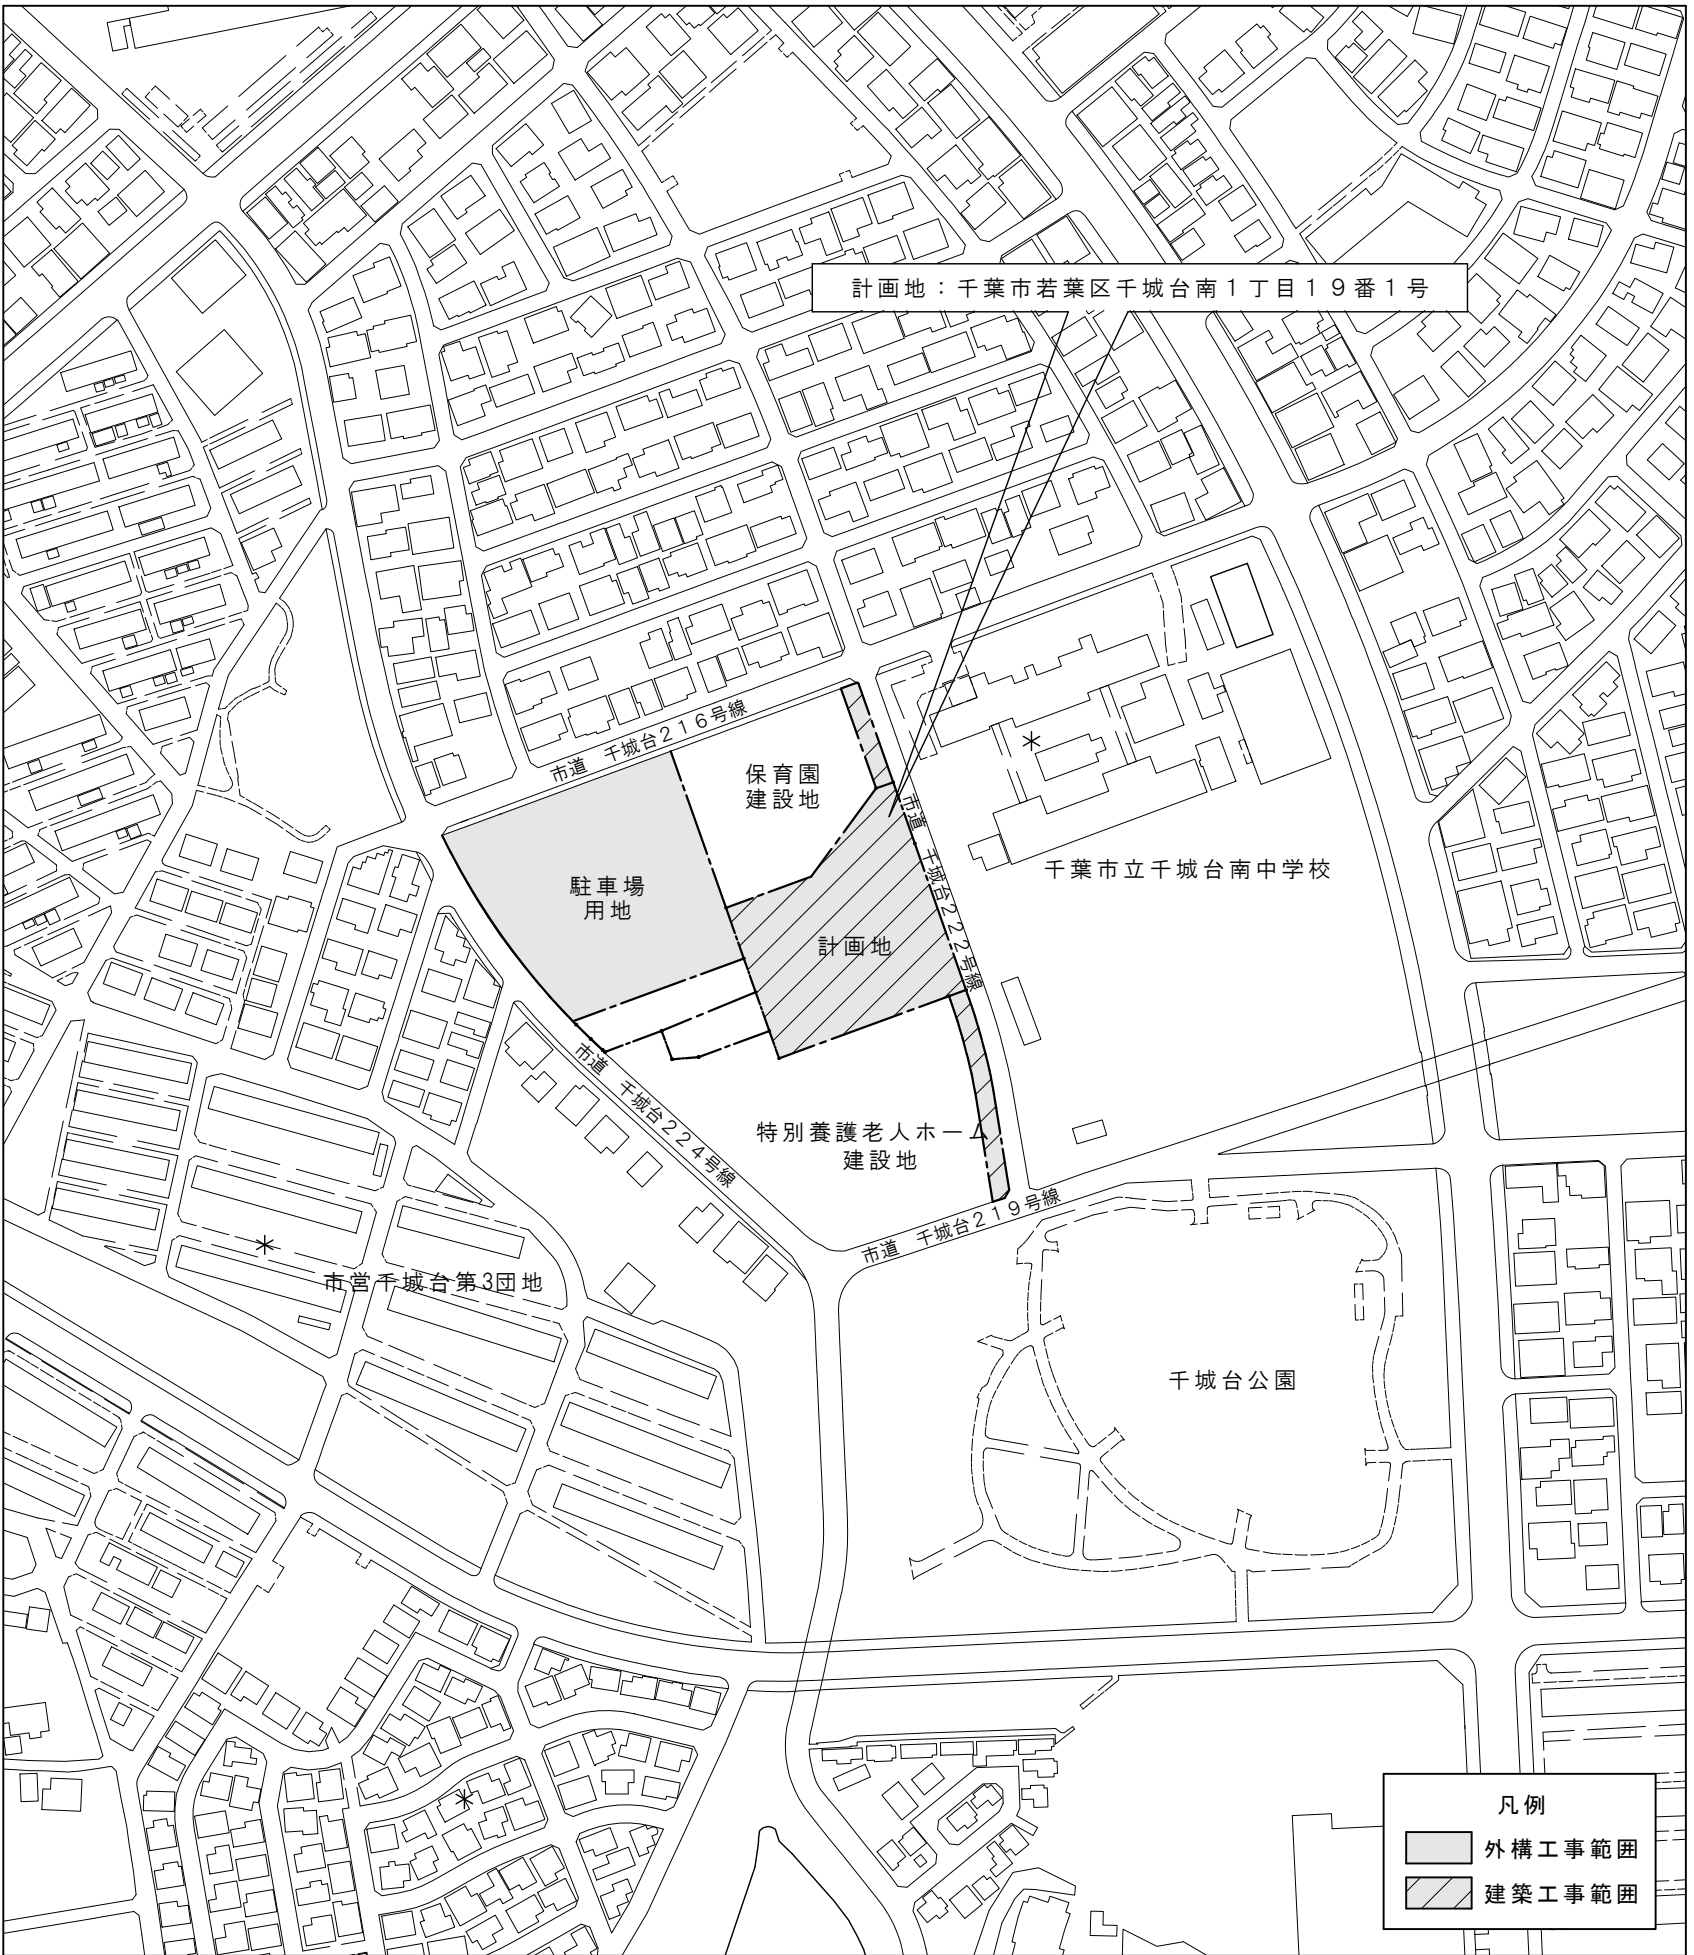 計画地：千葉市若葉区千城台南１丁目１９番１号
市道　千城台２１６号線
保育園
建設地
市道　千城台２２２号線
千葉市立千城台南中学校
駐車場
用地
計画地
市道　千城台２２４号線
特別養護老人ホーム
建設地
市道　千城台２１９号線
市営千城台第3団地
千城台公園
凡例
外構工事範囲
建築工事範囲